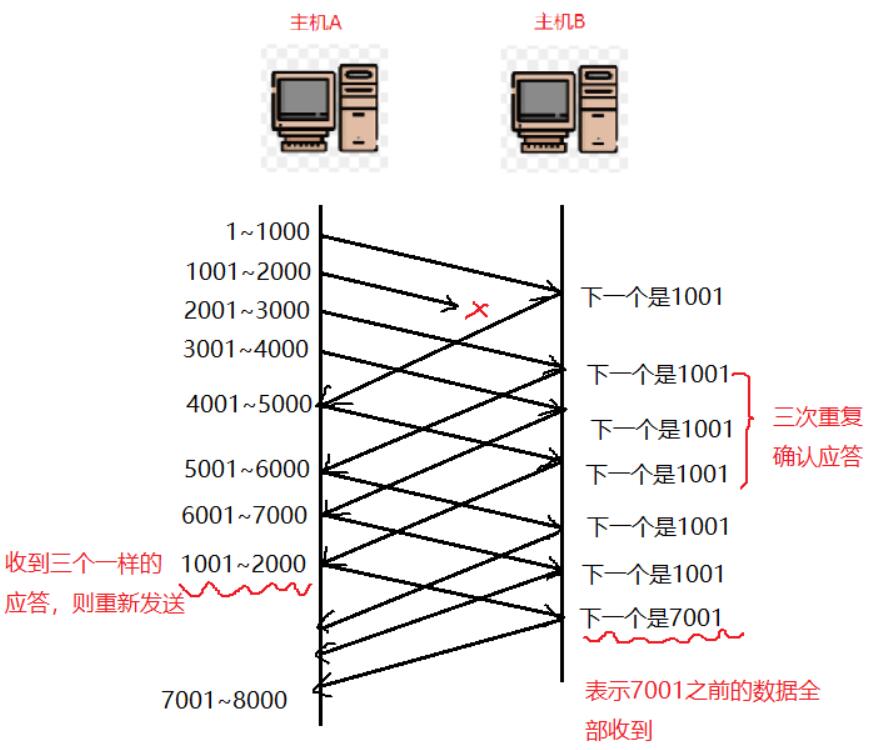 主机A
主机B
1~1000
1001~2000
下一个是1001
2001~3000
3001~4000
下一个是1001
4001~5000
下一个是1001
三次重复
确认应答
5001~6000
下一个是1001
6001~7000
下一个是1001
收到三个一样的
应答，则重新发送
1001~2000
下一个是1001
下一个是7001
7001~8000
表示7001之前的数据全
部收到